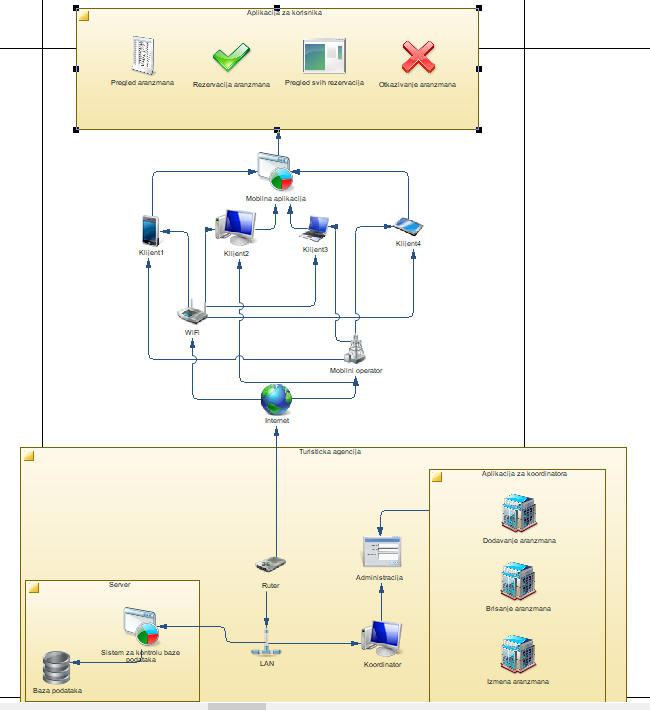 Aplikacija za korisnika
Pregled aranzmana
Rezervacija aranzmana
Pregled svih rezervacija
Otkazivanje aranzmana
Mobilna aplikacija
Klijent1
Klijent2
Klijent3
Klijent4
WiFi
Mobilni operator
Internet
Turisticka agencija
Aplikacija za koordinatora
Dodavanje aranzmana
Administracija
Ruter
Server
Brisanje aranzmana
Sistem za kontrolu baze
podataka
LAN
Koordinator
Izmena aranzmana
Baza podataka